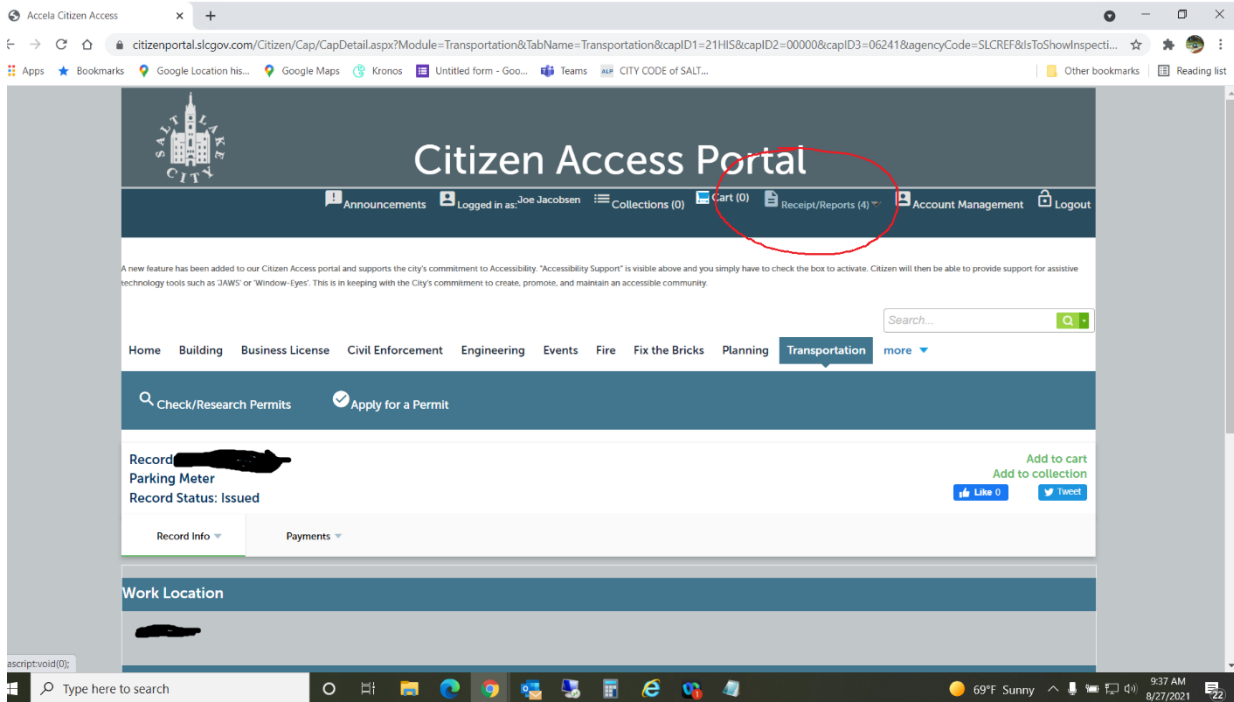 Accela Citizen Access
citizenportal.slcgov.com/Citizen/Cap/CapDetail.aspx?Module=Transportation&TabName=Transportation&capID1=21HIS&capID2=00000&capID3=06241&agencyCode=SLCREF&IsToShowInspecti...
Apps Bookmarks Google Location his... Google Maps Kronos Untitled form - Goo... Teams ALP CITY CODE of SALT... Other bookmarks Reading list
SALT LAKE CITY
Citizen Access Portal
Announcements Logged in as:Joe Jacobsen Collections (0) Cart (0) Receipt/Reports (4) Account Management Logout
A new feature has been added to our Citizen Access portal and supports the city's commitment to Accessibility. "Accessibility Support" is visible above and you simply have to check the box to activate. Citizen will then be able to provide support for assistive
technology tools such as 'JAWS' or 'Window-Eyes'. This is in keeping with the City's commitment to create, promote, and maintain an accessible community.
Search...
Home Building Business License Civil Enforcement Engineering Events Fire Fix the Bricks Planning Transportation more
Check/Research Permits Apply for a Permit
Record
Add to cart
Parking Meter
Add to collection
Record Status: Issued
Like 0 Tweet
Record Info Payments
Work Location
ascript:void(0);
Type here to search
69°F Sunny
9:37 AM
8/27/2021
22